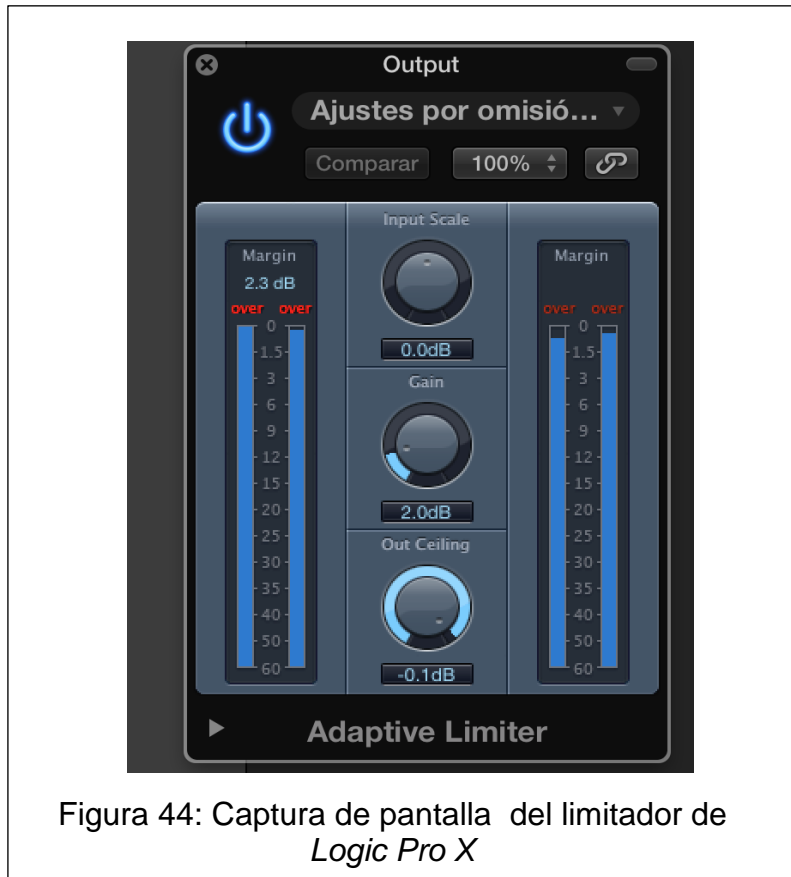 Output
Ajustes por omisió...
Comparar
100%
Input Scale
0.0dB
Gain
2.0dB
Out Ceiling
-0.1dB
Margin
2.3 dB
over over
0
1.5
3
6
9
12
15
20
25
30
35
40
50
60
Margin
over over
0
1.5
3
6
9
12
15
20
25
30
35
40
50
60
Adaptive Limiter
Figura 44: Captura de pantalla del limitador de
Logic Pro X